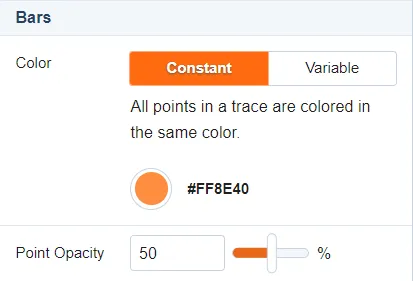 Bars
Color
Constant Variable
All points in a trace are colored in
the same color.
#FF8E40
Point Opacity 50 %